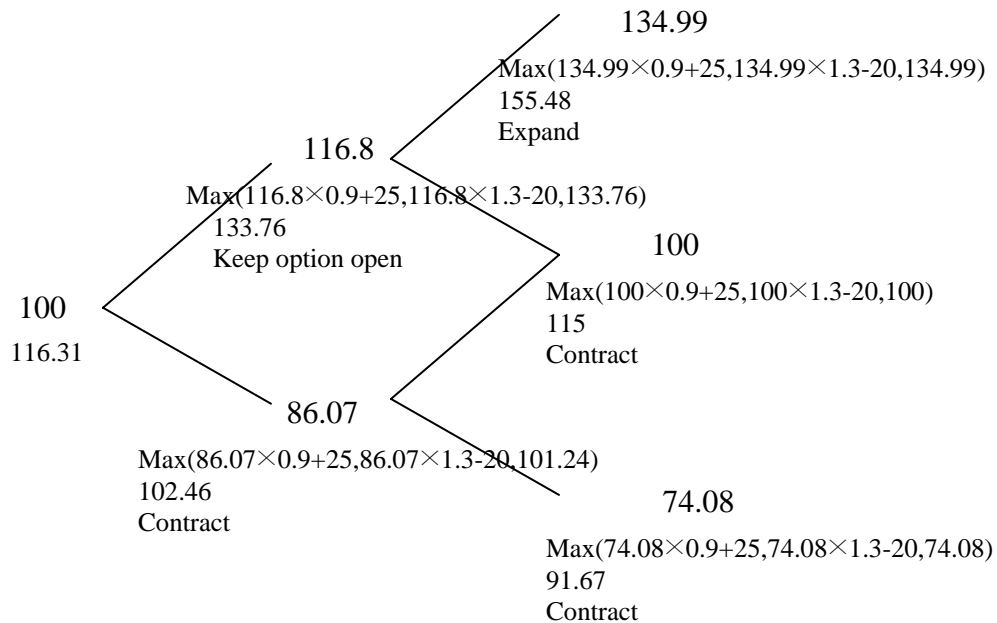 134.99
Max(134.99×0.9+25,134.99×1.3-20,134.99)
155.48
Expand
116.8
Max(116.8×0.9+25,116.8×1.3-20,133.76)
133.76
Keep option open
100
Max(100×0.9+25,100×1.3-20,100)
115
Contract
100
116.31
86.07
Max(86.07×0.9+25,86.07×1.3-20,101.24)
102.46
Contract
74.08
Max(74.08×0.9+25,74.08×1.3-20,74.08)
91.67
Contract